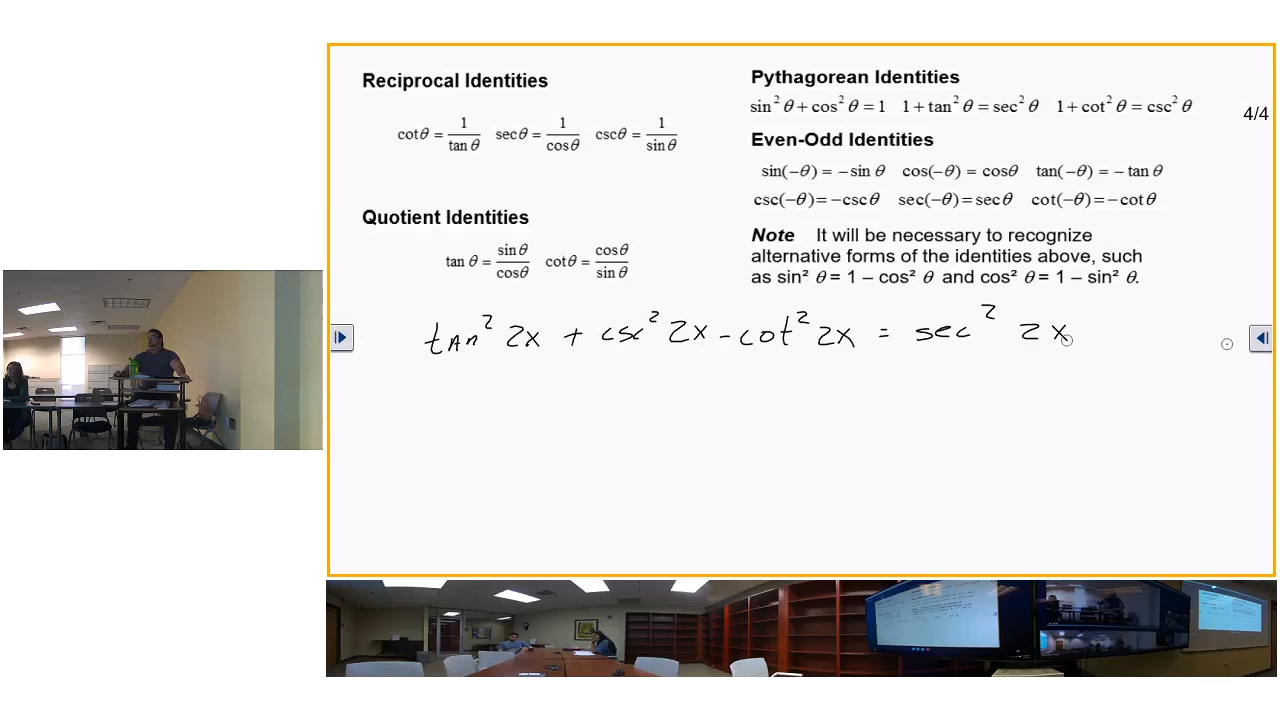 Reciprocal Identities
cot θ = 1/tan θ sec θ = 1/cos θ csc θ = 1/sin θ
Quotient Identities
tan θ = sin θ/cos θ cot θ = cos θ/sin θ
Pythagorean Identities
sin² θ + cos² θ = 1 1 + tan² θ = sec² θ 1 + cot² θ = csc² θ
Even-Odd Identities
sin(−θ) = −sin θ cos(−θ) = cos θ tan(−θ) = −tan θ
csc(−θ) = −csc θ sec(−θ) = sec θ cot(−θ) = −cot θ
Note It will be necessary to recognize
alternative forms of the identities above, such
as sin² θ = 1 – cos² θ and cos² θ = 1 – sin² θ.
4/4
tan² 2x + csc² 2x - cot² 2x = sec² 2x